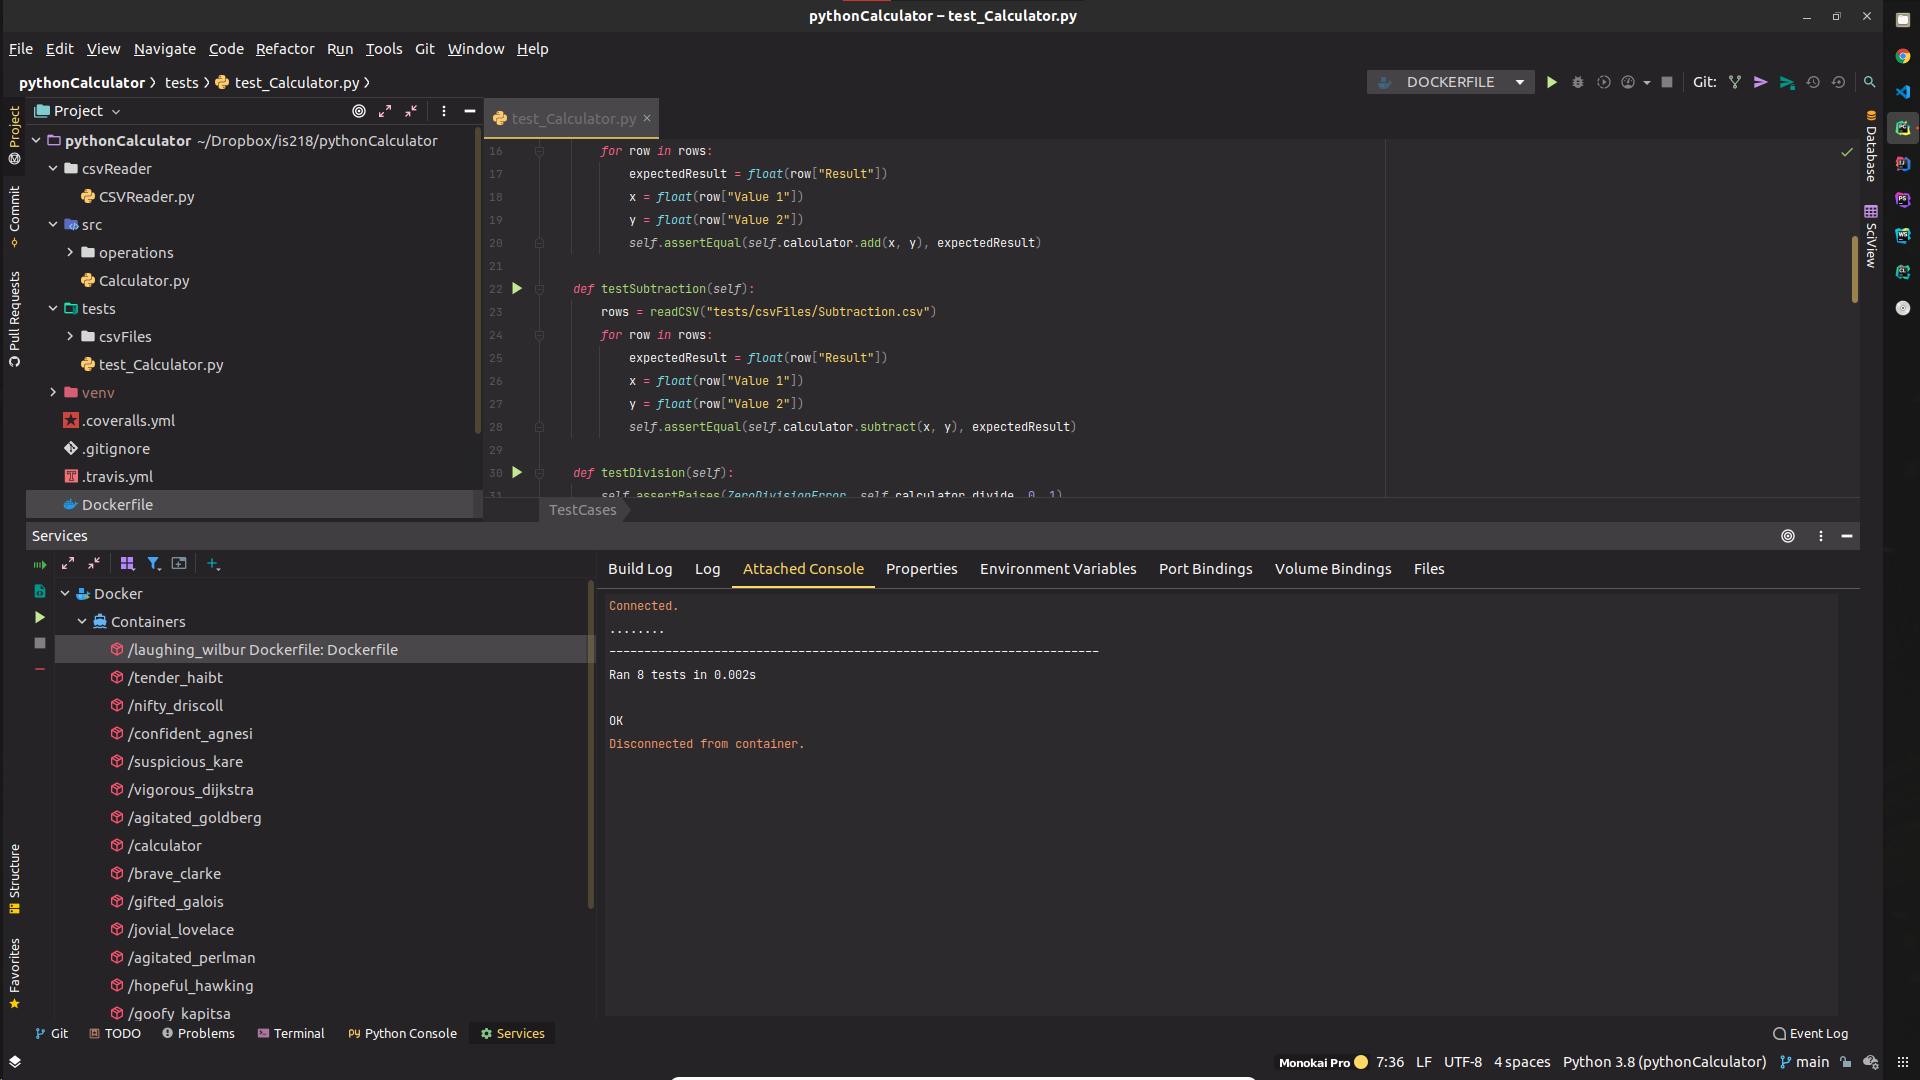 pythonCalculator – test_Calculator.py
File Edit View Navigate Code Refactor Run Tools Git Window Help
pythonCalculator tests test_Calculator.py
DOCKERFILE
Git:
Project
Commit
Pull Requests
Structure
Favorites
Project
pythonCalculator ~/Dropbox/is218/pythonCalculator
csvReader
CSVReader.py
src
operations
Calculator.py
tests
csvFiles
test_Calculator.py
venv
.coveralls.yml
.gitignore
.travis.yml
Dockerfile
test_Calculator.py
16 for row in rows:
17 expectedResult = float(row["Result"])
18 x = float(row["Value 1"])
19 y = float(row["Value 2"])
20 self.assertEqual(self.calculator.add(x, y), expectedResult)
21
22 def testSubtraction(self):
23 rows = readCSV("tests/csvFiles/Subtraction.csv")
24 for row in rows:
25 expectedResult = float(row["Result"])
26 x = float(row["Value 1"])
27 y = float(row["Value 2"])
28 self.assertEqual(self.calculator.subtract(x, y), expectedResult)
29
30 def testDivision(self):
31 self.assertRaises(ZeroDivisionError, self.calculator.divide, 0, 1)
TestCases
Database
SciView
Services
Docker
Containers
/laughing_wilbur Dockerfile: Dockerfile
/tender_haibt
/nifty_driscoll
/confident_agnesi
/suspicious_kare
/vigorous_dijkstra
/agitated_goldberg
/calculator
/brave_clarke
/gifted_galois
/jovial_lovelace
/agitated_perlman
/hopeful_hawking
/goofy_kapitsa
Build Log Log Attached Console Properties Environment Variables Port Bindings Volume Bindings Files
Connected.
........
----------------------------------------------------------------------
Ran 8 tests in 0.002s
OK
Disconnected from container.
Git TODO Problems Terminal Python Console Services Event Log
Monokai Pro 7:36 LF UTF-8 4 spaces Python 3.8 (pythonCalculator) main